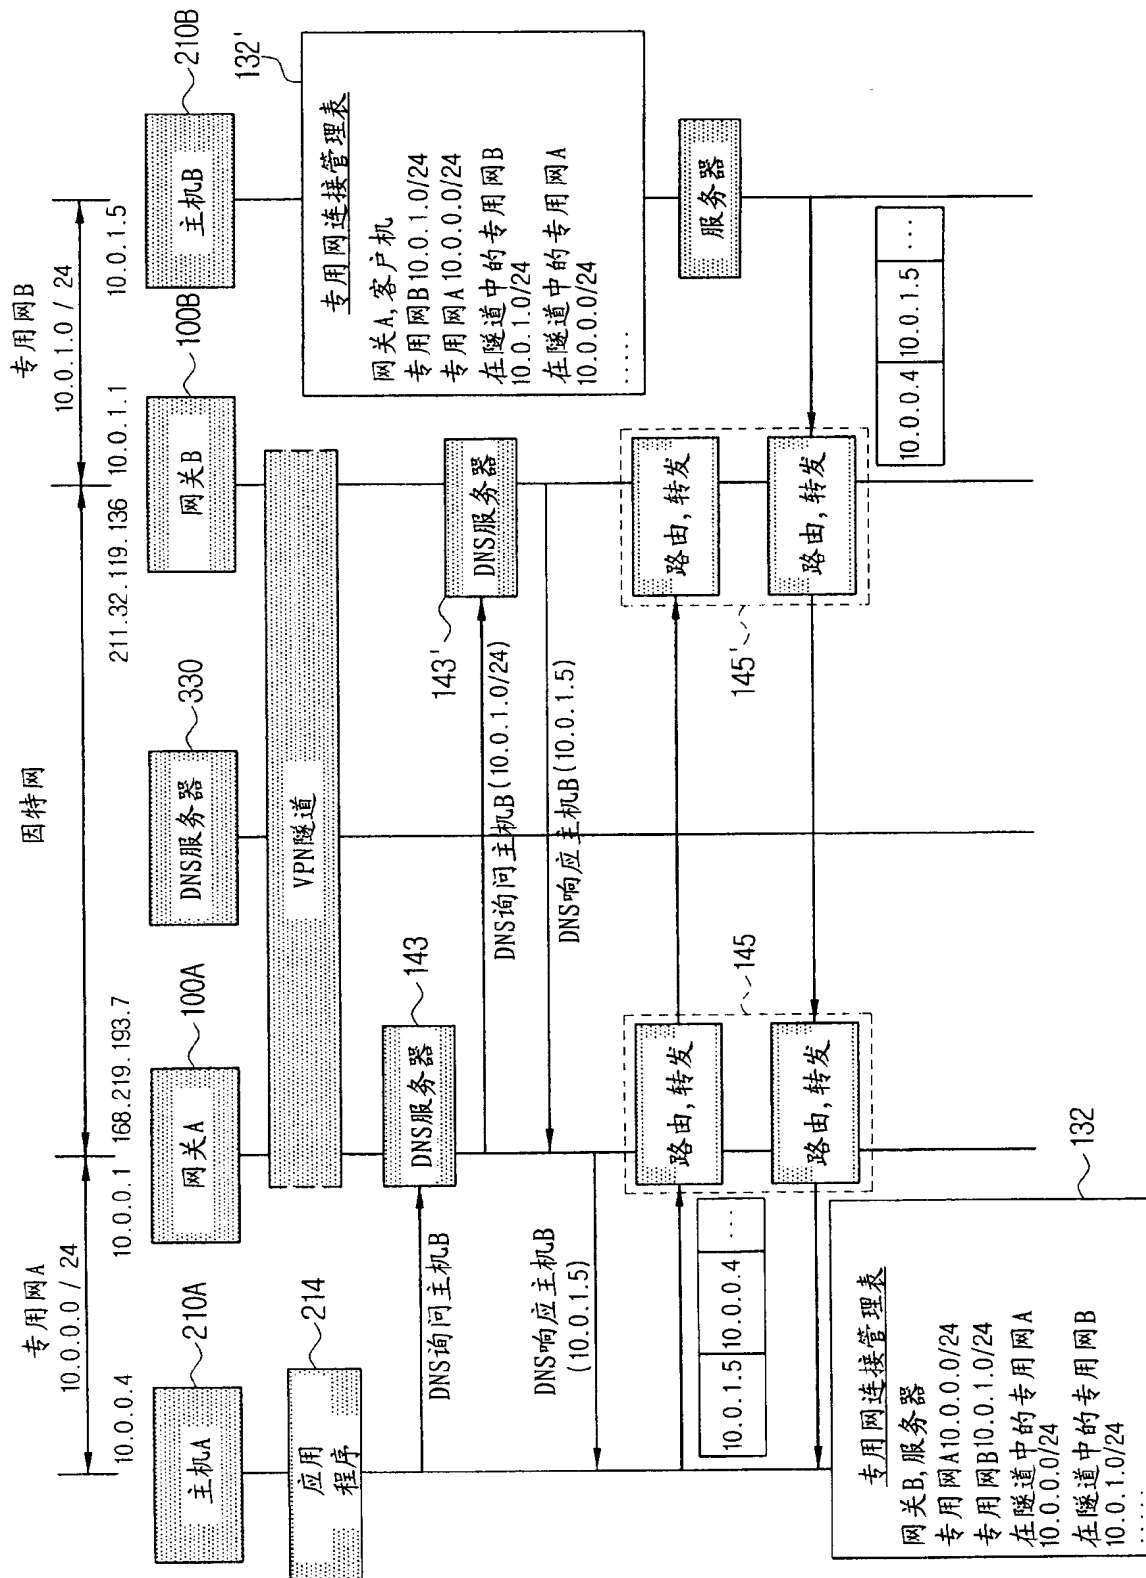 专用网A
10.0.0.0 / 24
因特网
专用网B
10.0.1.0 / 24
10.0.0.4
10.0.0.1
168.219.193.7
211.32.119.136
10.0.1.1
10.0.1.5
210A
100A
330
100B
210B
主机A
网关A
DNS服务器
网关B
主机B
214
应用
程序
VPN隧道
132'
专用网连接管理表
网关A,客户机
专用网B10.0.1.0/24
专用网A10.0.0.0/24
在隧道中的专用网B
10.0.1.0/24
在隧道中的专用网A
10.0.0.0/24
.....
143
DNS服务器
DNS询问主机B
143'
DNS服务器
DNS询问主机B(10.0.1.0/24)
DNS响应主机B(10.0.1.5)
DNS响应主机B
(10.0.1.5)
服务器
145
145'
路由,转发
路由,转发
10.0.1.5 10.0.0.4 ...
路由,转发
路由,转发
10.0.0.4 10.0.1.5 ...
132
专用网连接管理表
网关B,服务器
专用网A10.0.0.0/24
专用网B10.0.1.0/24
在隧道中的专用网A
10.0.0.0/24
在隧道中的专用网B
10.0.1.0/24
.....